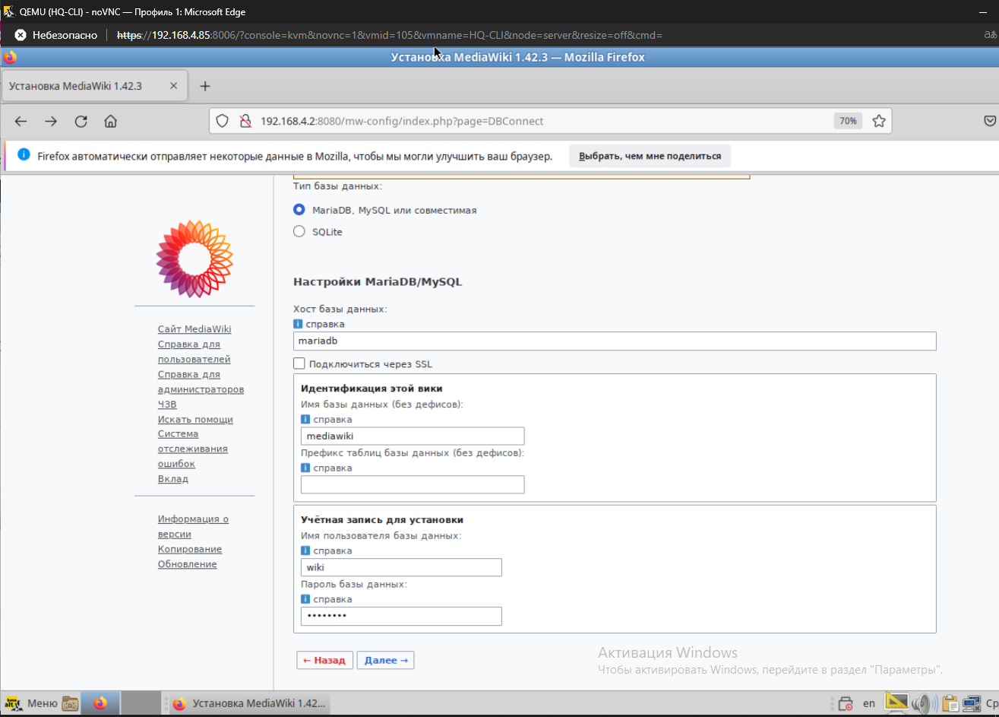 QEMU (HQ-CLI) - noVNC — Профиль 1: Microsoft Edge
Небезопасно https://192.168.4.85:8006/?console=kvm&novnc=1&vmid=105&vmname=HQ-CLI&node=server&resize=off&cmd=
Установка MediaWiki 1.42.3 — Mozilla Firefox
Установка MediaWiki 1.42.3
192.168.4.2:8080/mw-config/index.php?page=DBConnect 70%
Firefox автоматически отправляет некоторые данные в Mozilla, чтобы мы могли улучшить ваш браузер. Выбрать, чем мне поделиться
Сайт MediaWiki
Справка для
пользователей
Справка для
администраторов
ЧЗВ
Искать помощи
Система
отслеживания
ошибок
Вклад
Информация о
версии
Копирование
Обновление
Тип базы данных:
MariaDB, MySQL или совместимая
SQLite
Настройки MariaDB/MySQL
Хост базы данных:
справка
mariadb
Подключиться через SSL
Идентификация этой вики
Имя базы данных (без дефисов):
справка
mediawiki
Префикс таблиц базы данных (без дефисов):
справка
Учётная запись для установки
Имя пользователя базы данных:
справка
wiki
Пароль базы данных:
справка
••••••••
← Назад Далее →
Активация Windows
Чтобы активировать Windows, перейдите в раздел "Параметры".
Меню Установка MediaWiki 1.42... en Ср